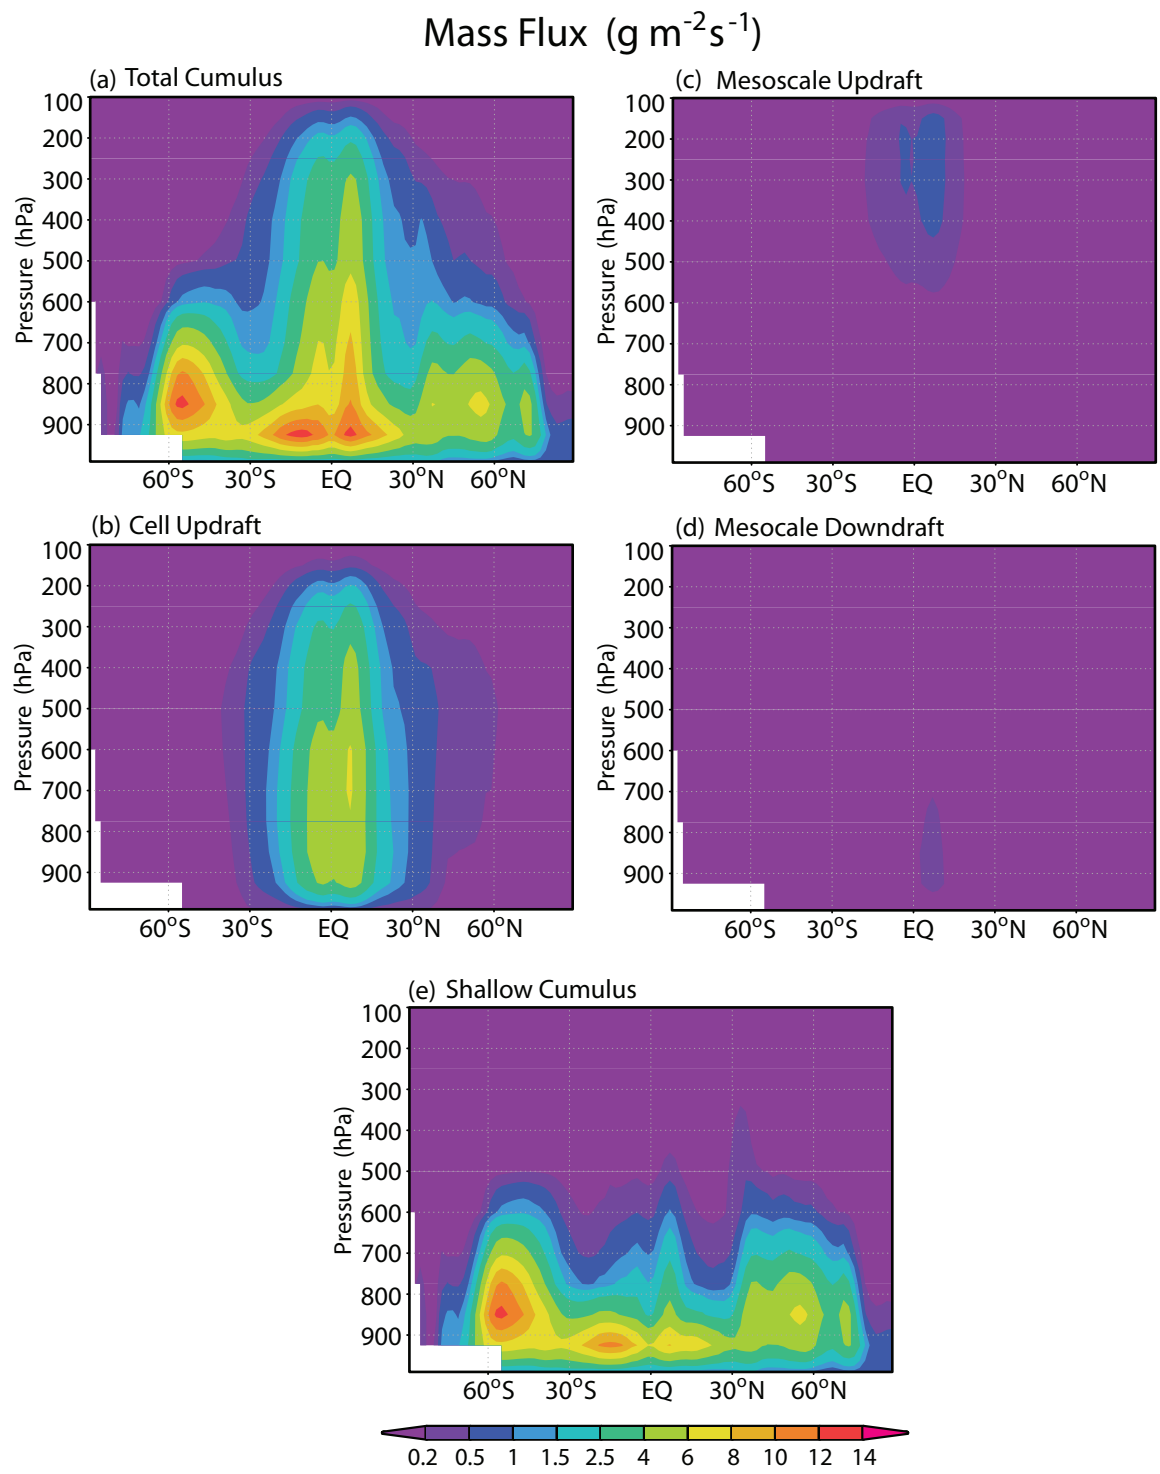 Mass Flux (g m⁻²s⁻¹)
(a) Total Cumulus
100
200
300
400
500
600
700
800
900
Pressure (hPa)
60°S 30°S EQ 30°N 60°N
(c) Mesoscale Updraft
100
200
300
400
500
600
700
800
900
Pressure (hPa)
60°S 30°S EQ 30°N 60°N
(b) Cell Updraft
100
200
300
400
500
600
700
800
900
Pressure (hPa)
60°S 30°S EQ 30°N 60°N
(d) Mesocale Downdraft
100
200
300
400
500
600
700
800
900
Pressure (hPa)
60°S 30°S EQ 30°N 60°N
(e) Shallow Cumulus
100
200
300
400
500
600
700
800
900
Pressure (hPa)
60°S 30°S EQ 30°N 60°N
0.2 0.5 1 1.5 2.5 4 6 8 10 12 14